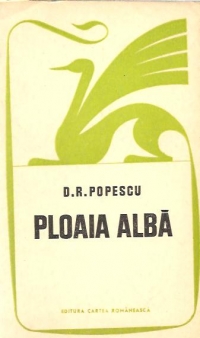 D.R.POPESCU
PLOAIA ALBĂ
EDITURA CARTEA ROMÂNEASCĂ